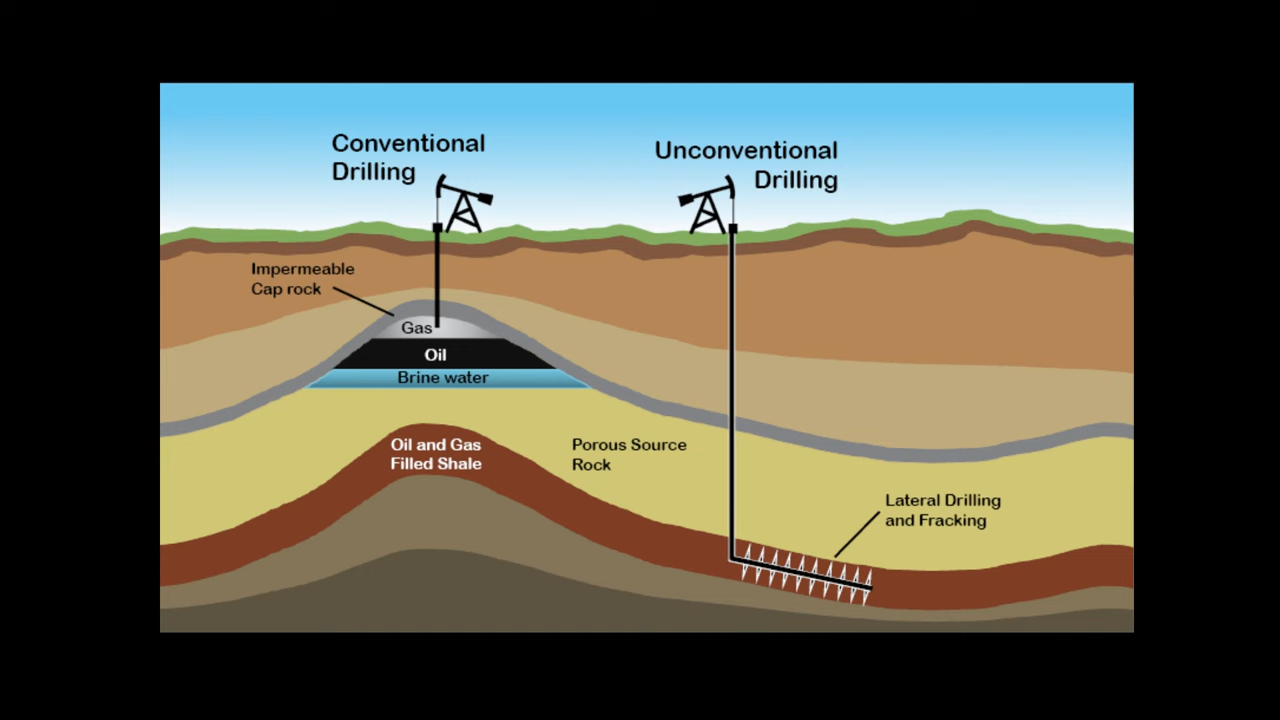 Conventional
Drilling
Unconventional
Drilling
Impermeable
Cap rock
Gas
Oil
Brine water
Oil and Gas
Filled Shale
Porous Source
Rock
Lateral Drilling
and Fracking